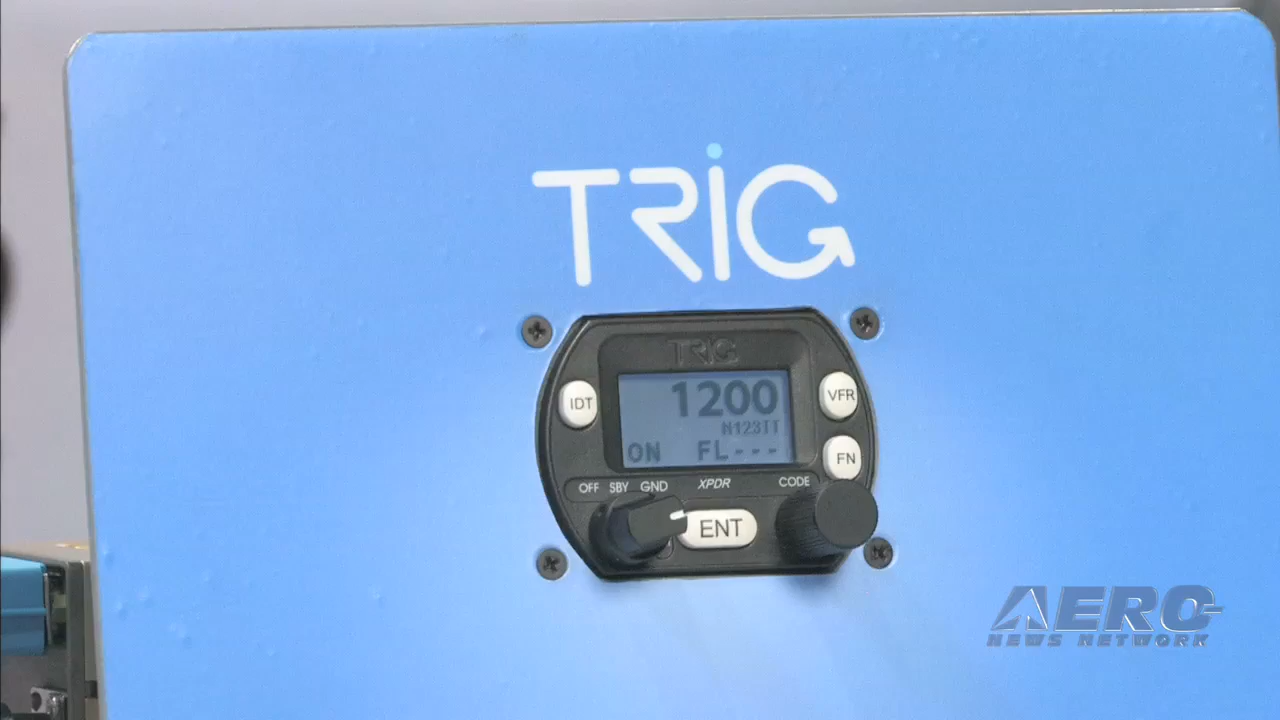 TRIG
TRIG
1200
N123TT
ON FL---
IDT
VFR
FN
OFF SBY GND XPDR CODE
ENT
AERO
NEWS NETWORK